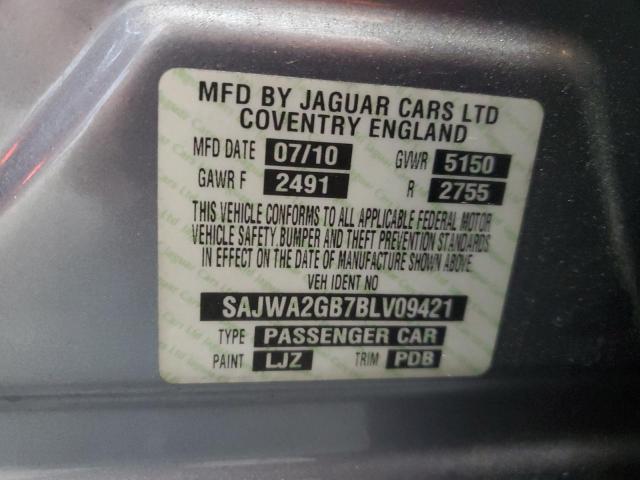 MFD BY JAGUAR CARS LTD
COVENTRY ENGLAND
MFD DATE 07/10 GVWR 5150
GAWR F 2491 R 2755
THIS VEHICLE CONFORMS TO ALL APPLICABLE FEDERAL MOTOR
VEHICLE SAFETY, BUMPER AND THEFT PREVENTION STANDARDS
IN EFFECT ON THE DATE OF MANUFACTURE SHOWN ABOVE.
VEH IDENT NO
SAJWA2GB7BLV09421
TYPE PASSENGER CAR
PAINT LJZ TRIM PDB